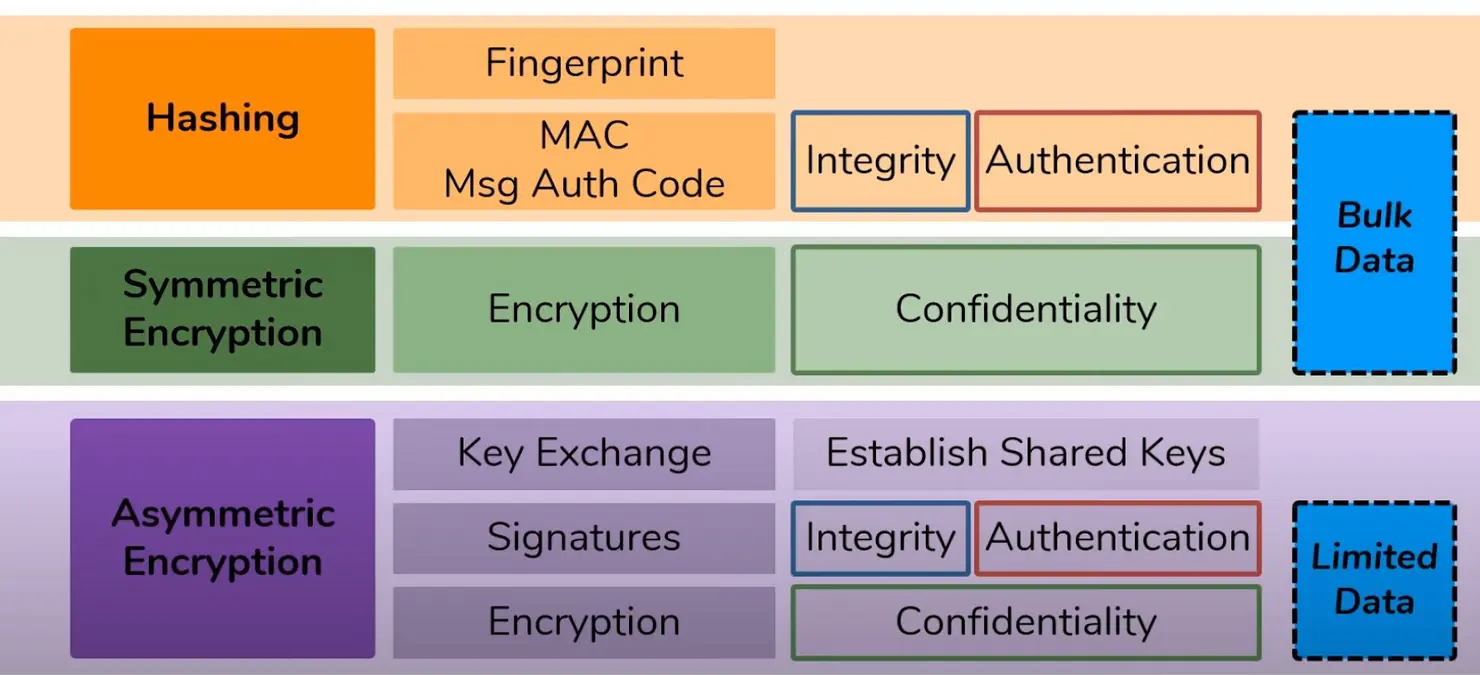 Hashing
Fingerprint
MAC
Msg Auth Code
Integrity
Authentication
Bulk
Data
Symmetric
Encryption
Encryption
Confidentiality
Asymmetric
Encryption
Key Exchange
Establish Shared Keys
Signatures
Integrity
Authentication
Encryption
Confidentiality
Limited
Data